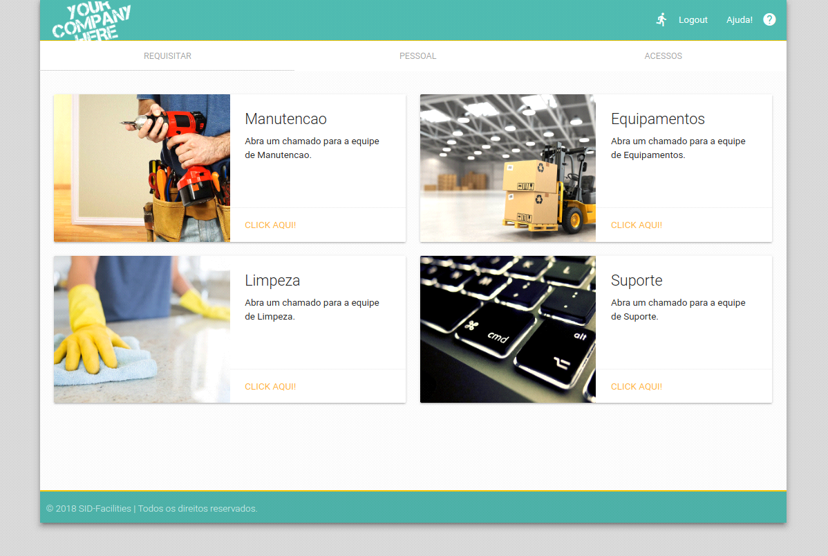 YOUR
COMPANY
HERE
Logout
Ajuda!
REQUISITAR
PESSOAL
ACESSOS
Manutencao
Abra um chamado para a equipe
de Manutencao.
CLICK AQUI!
Equipamentos
Abra um chamado para a equipe
de Equipamentos.
CLICK AQUI!
Limpeza
Abra um chamado para a equipe
de Limpeza.
CLICK AQUI!
cmd
alt
Suporte
Abra um chamado para a equipe
de Suporte.
CLICK AQUI!
© 2018 SID-Facilities | Todos os direitos reservados.